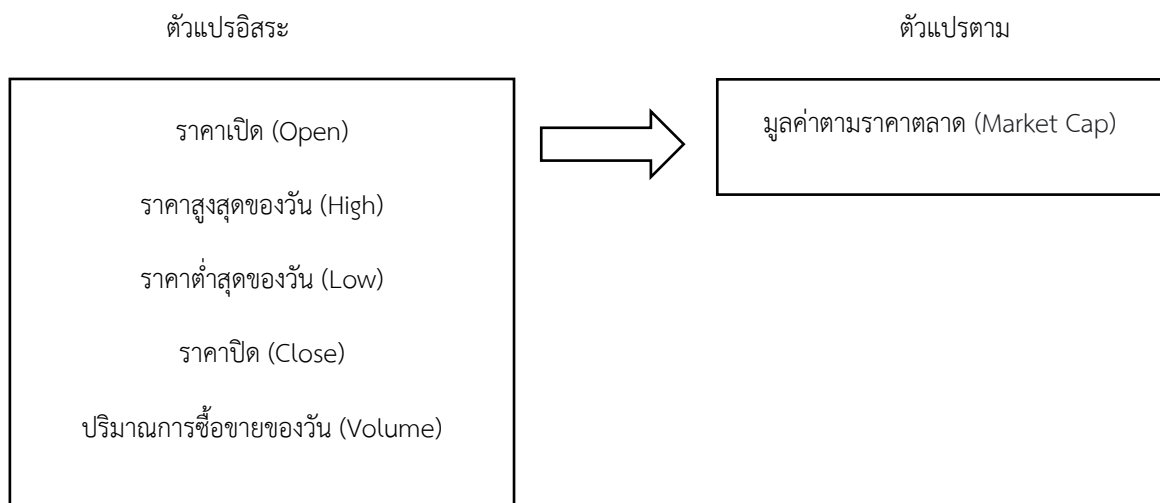 ตัวแปรอิสระ
ตัวแปรตาม
ราคาเปิด (Open)
ราคาสูงสุดของวัน (High)
ราคาต่ำสุดของวัน (Low)
ราคาปิด (Close)
ปริมาณการซื้อขายของวัน (Volume)
มูลค่าตามราคาตลาด (Market Cap)